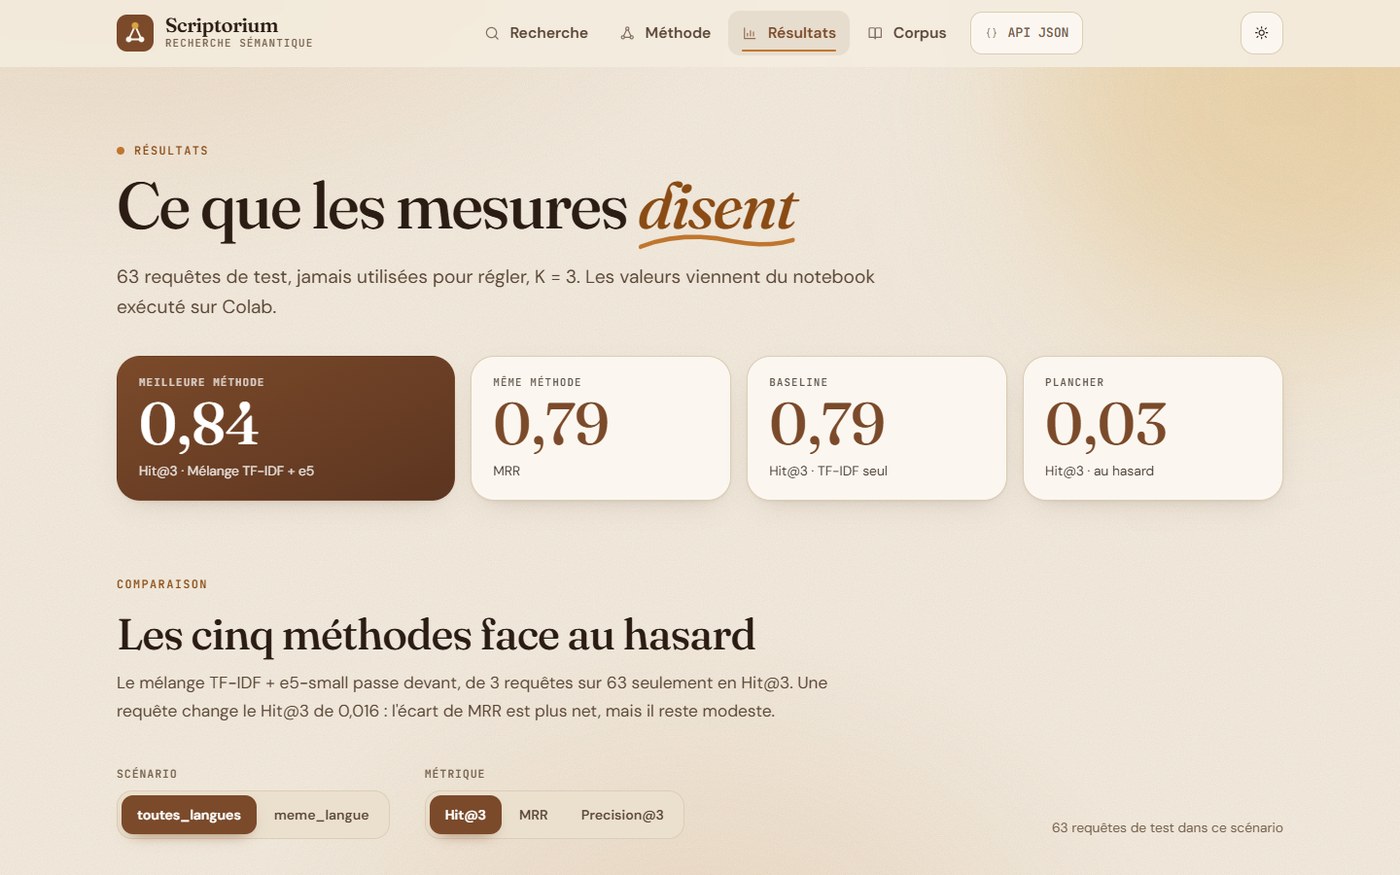 Scriptorium
RECHERCHE SÉMANTIQUE
Recherche
Méthode
Résultats
Corpus
{} API JSON
RÉSULTATS
Ce que les mesures disent
63 requêtes de test, jamais utilisées pour régler, K = 3. Les valeurs viennent du notebook
exécuté sur Colab.
MEILLEURE MÉTHODE
0,84
Hit@3 · Mélange TF-IDF + e5
MÊME MÉTHODE
0,79
MRR
BASELINE
0,79
Hit@3 · TF-IDF seul
PLANCHER
0,03
Hit@3 · au hasard
COMPARAISON
Les cinq méthodes face au hasard
Le mélange TF-IDF + e5-small passe devant, de 3 requêtes sur 63 seulement en Hit@3. Une
requête change le Hit@3 de 0,016 : l'écart de MRR est plus net, mais il reste modeste.
SCÉNARIO
toutes_langues
meme_langue
MÉTRIQUE
Hit@3
MRR
Precision@3
63 requêtes de test dans ce scénario